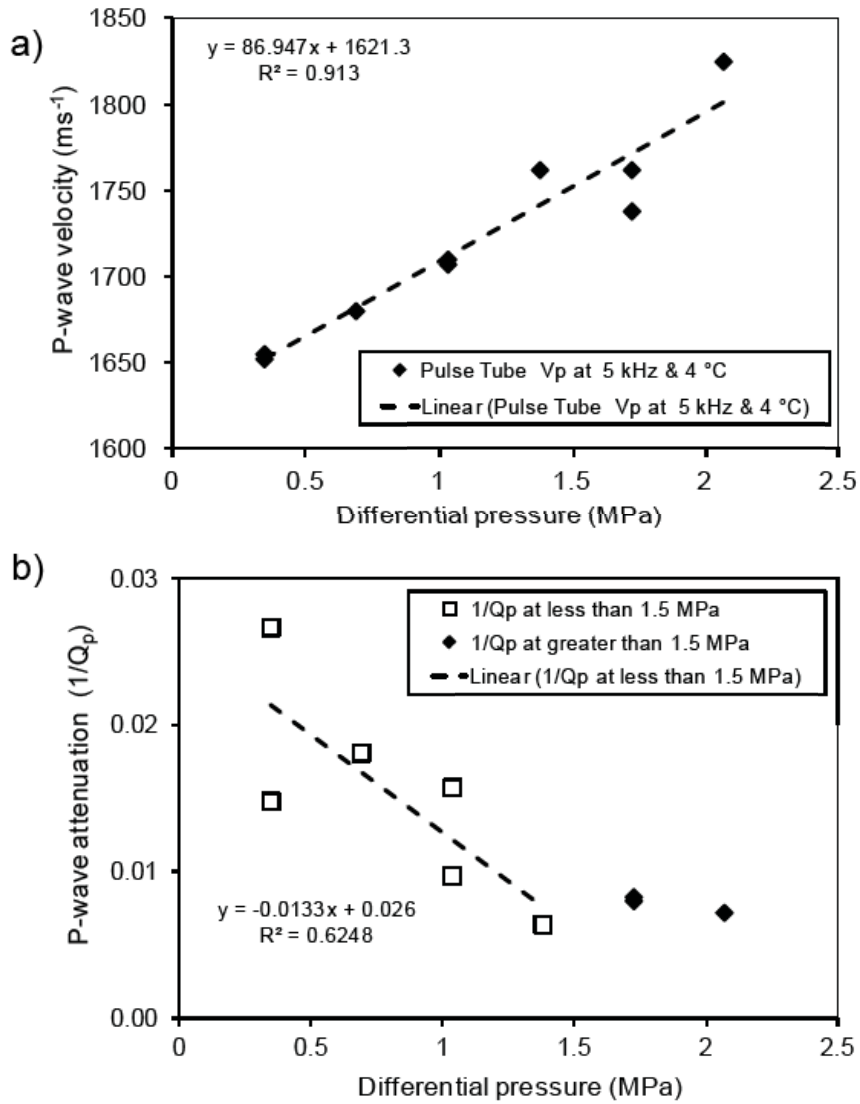 a)
y = 86.947x + 1621.3
R² = 0.913
P-wave velocity (ms⁻¹)
1850
1800
1750
1700
1650
1600
Pulse Tube Vp at 5 kHz & 4 °C
Linear (Pulse Tube Vp at 5 kHz & 4 °C)
0 0.5 1 1.5 2 2.5
Differential pressure (MPa)
b)
P-wave attenuation (1/Qₚ)
0.03
0.02
0.01
0.00
1/Qp at less than 1.5 MPa
1/Qp at greater than 1.5 MPa
Linear (1/Qp at less than 1.5 MPa)
y = -0.0133x + 0.026
R² = 0.6248
0 0.5 1 1.5 2 2.5
Differential pressure (MPa)